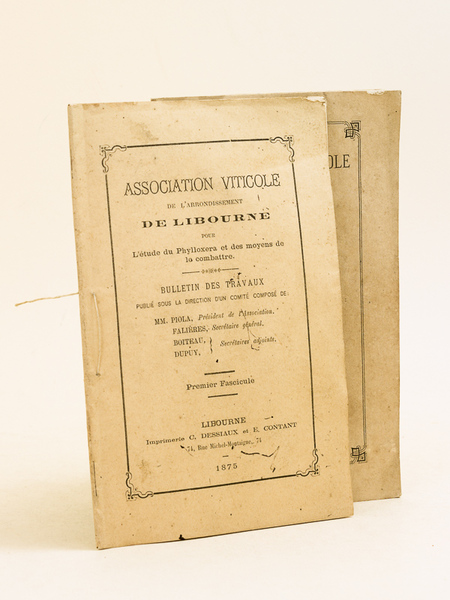 ASSOCIATION VITICOLE
DE L'ARRONDISSEMENT
DE LIBOURNE
POUR
L'étude du Phylloxera et des moyens de
la combattre.
BULLETIN DES TRAVAUX
PUBLIÉ SOUS LA DIRECTION D'UN COMITÉ COMPOSÉ DE:
MM. PIOLA, Président de l'Association,
FALIÈRES, Secrétaire général.
BOITEAU,
Secrétaires adjoints,
DUPUY,
Premier Fascicule
LIBOURNE
Imprimerie C. DESSIAUX et E. CONTANT
74, Rue Michel-Montaigne, 74
1875
OLE